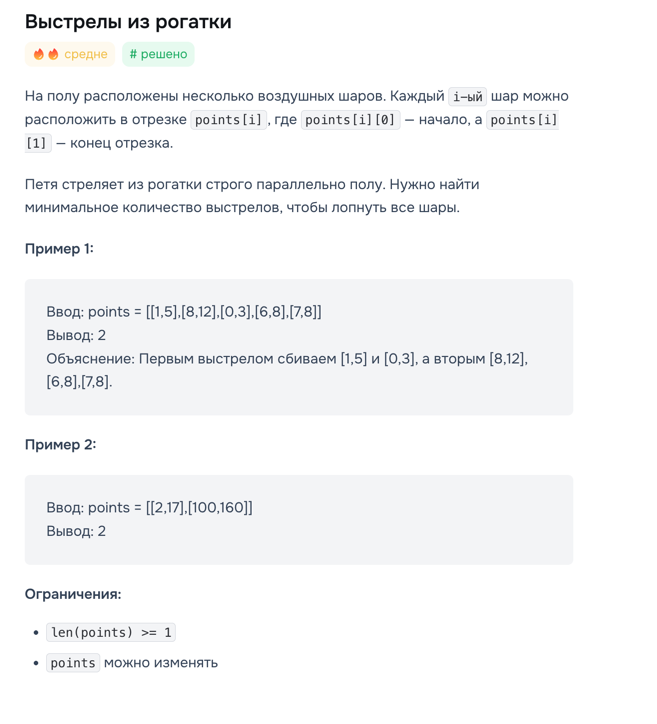 Выстрелы из рогатки
🔥🔥 средне # решено
На полу расположены несколько воздушных шаров. Каждый i-ый шар можно
расположить в отрезке points[i], где points[i][0] — начало, а points[i]
[1] — конец отрезка.
Петя стреляет из рогатки строго параллельно полу. Нужно найти
минимальное количество выстрелов, чтобы лопнуть все шары.
Пример 1:
Ввод: points = [[1,5],[8,12],[0,3],[6,8],[7,8]]
Вывод: 2
Объяснение: Первым выстрелом сбиваем [1,5] и [0,3], а вторым [8,12],
[6,8],[7,8].
Пример 2:
Ввод: points = [[2,17],[100,160]]
Вывод: 2
Ограничения:
• len(points) >= 1
• points можно изменять